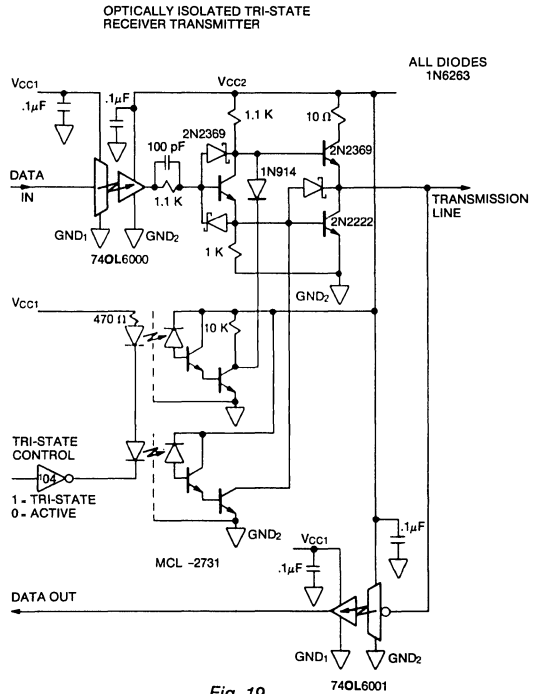 OPTICALLY ISOLATED TRI-STATE
RECEIVER TRANSMITTER
ALL DIODES
1N6263
VCC1
.1µF
.1µF
VCC2
1.1 K
10 Ω
100 pF
2N2369
2N2369
1N914
DATA
IN
1.1 K
TRANSMISSION
LINE
2N2222
GND1
GND2
1 K
74OL6000
GND2
VCC1
470 Ω
10 K
TRI-STATE
CONTROL
'04
1 = TRI-STATE
0 = ACTIVE
GND2
MCL -2731
VCC1
.1µF
.1µF
DATA OUT
GND1
GND2
74OL6001
Fig. 19